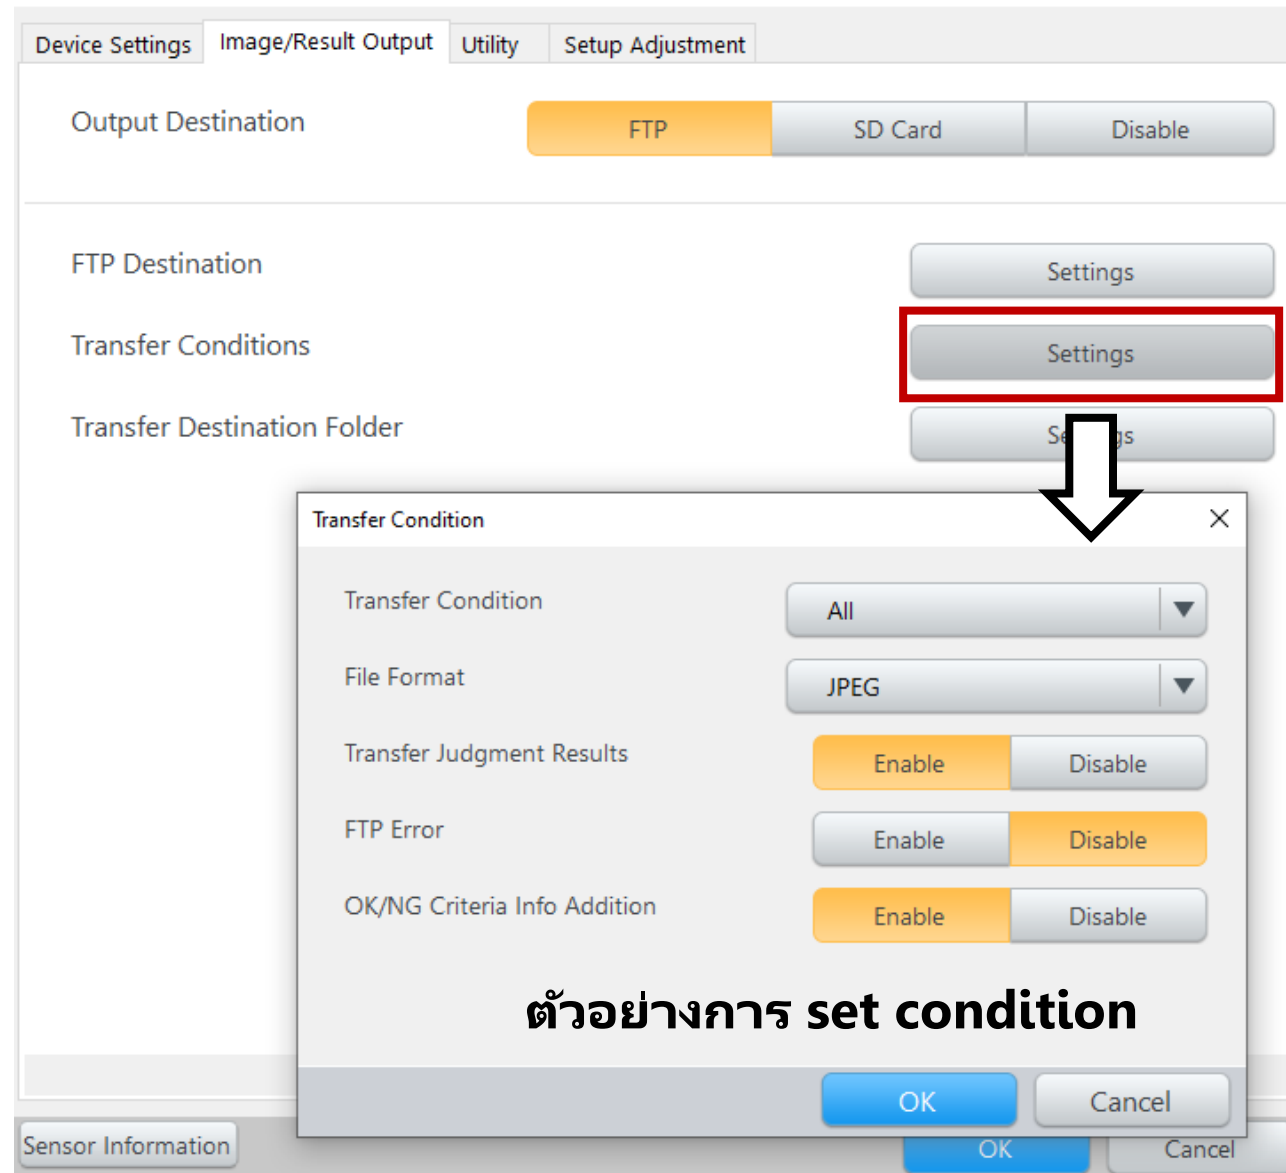 Device Settings Image/Result Output Utility Setup Adjustment
Output Destination FTP SD Card Disable
FTP Destination Settings
Transfer Conditions Settings
Transfer Destination Folder
Transfer Condition
Transfer Condition All
File Format JPEG
Transfer Judgment Results Enable Disable
FTP Error Enable Disable
OK/NG Criteria Info Addition Enable Disable
ตัวอย่างการ set condition
OK Cancel
Sensor Information OK Cancel